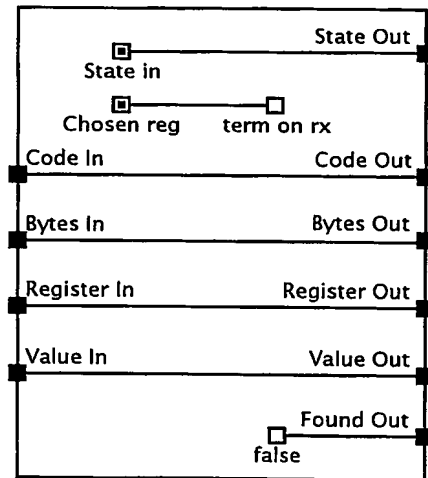 State Out
State in
Chosen reg term on rx
Code In Code Out
Bytes In Bytes Out
Register In Register Out
Value In Value Out
Found Out
false